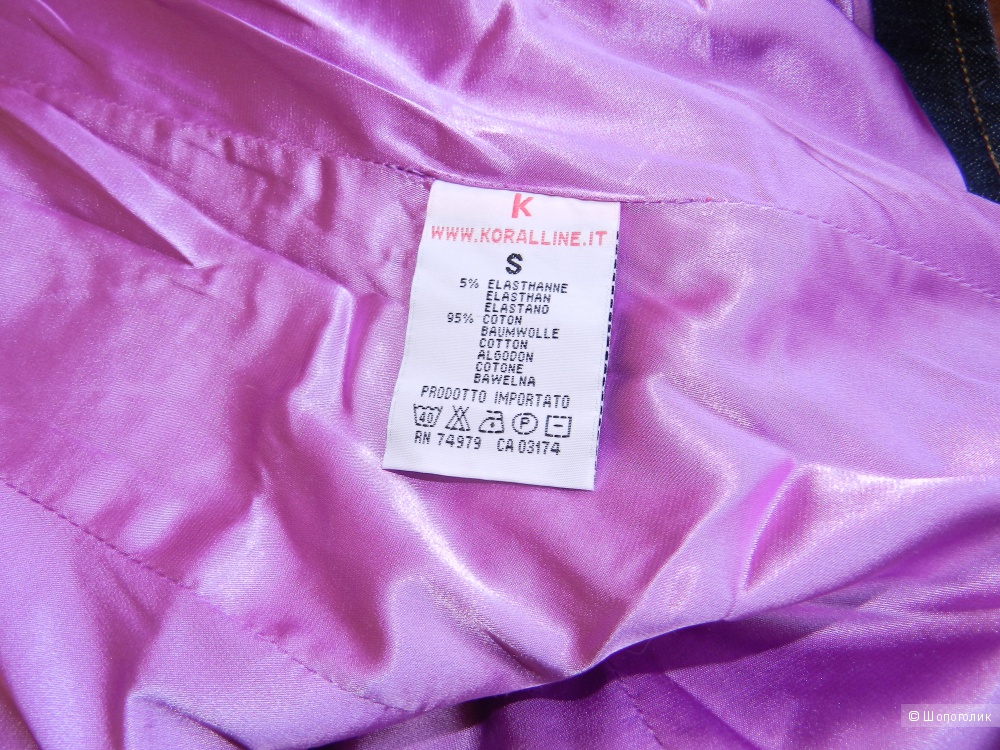 K
WWW.KORALLINE.IT
S
5% ELASTHANNE
ELASTHAN
ELASTANO
95% COTON
BAUMWOLLE
COTTON
ALGODON
COTONE
BAWELNA
PRODOTTO IMPORTATO
40 P
RN 74979 CA 03174
© Шопоголик